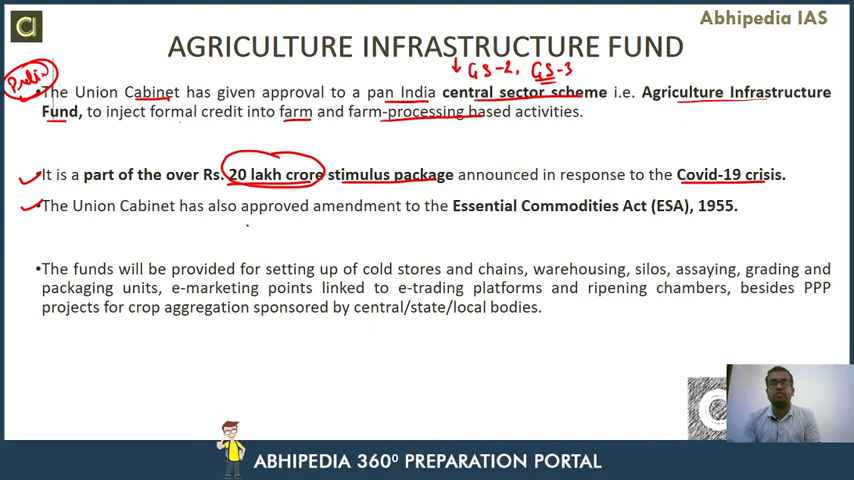 Abhipedia IAS
a
AGRICULTURE INFRASTRUCTURE FUND
↓ GS-2, GS-3
Prelim
•The Union Cabinet has given approval to a pan India central sector scheme i.e. Agriculture Infrastructure
Fund, to inject formal credit into farm and farm-processing based activities.
•It is a part of the over Rs. 20 lakh crore stimulus package announced in response to the Covid-19 crisis.
•The Union Cabinet has also approved amendment to the Essential Commodities Act (ESA), 1955.
•The funds will be provided for setting up of cold stores and chains, warehousing, silos, assaying, grading and
packaging units, e-marketing points linked to e-trading platforms and ripening chambers, besides PPP
projects for crop aggregation sponsored by central/state/local bodies.
ABHIPEDIA 360⁰ PREPARATION PORTAL